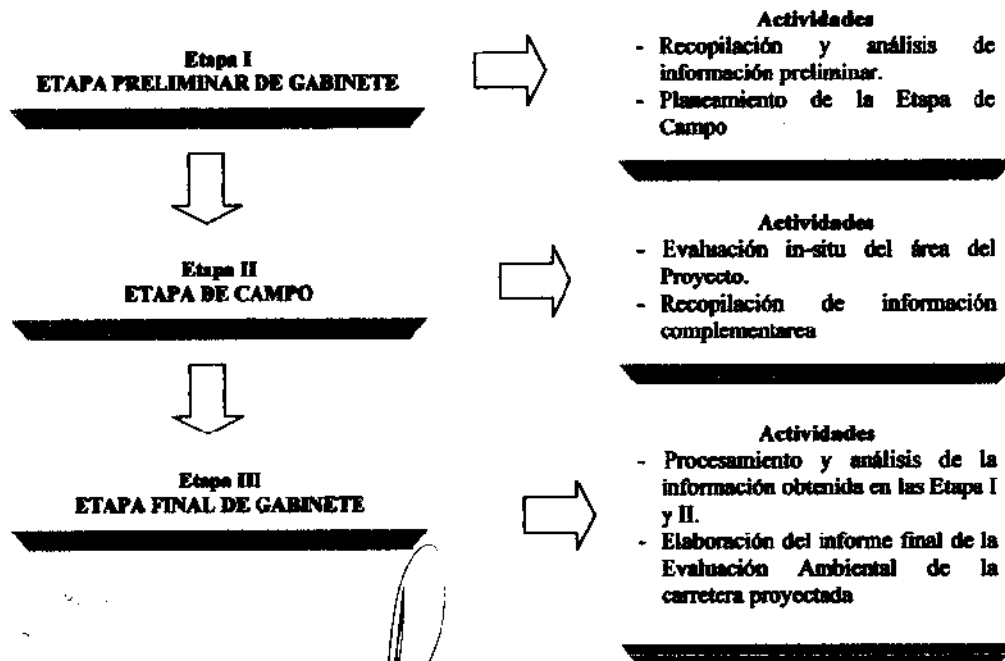 Etapa I
ETAPA PRELIMINAR DE GABINETE
Actividades
- Recopilación y análisis de
información preliminar.
- Planeamiento de la Etapa de
Campo
Etapa II
ETAPA DE CAMPO
Actividades
- Evaluación in-situ del área del
Proyecto.
- Recopilación de información
complementarea
Etapa III
ETAPA FINAL DE GABINETE
Actividades
- Procesamiento y análisis de la
información obtenida en las Etapa I
y II.
- Elaboración del informe final de la
Evaluación Ambiental de la
carretera proyectada